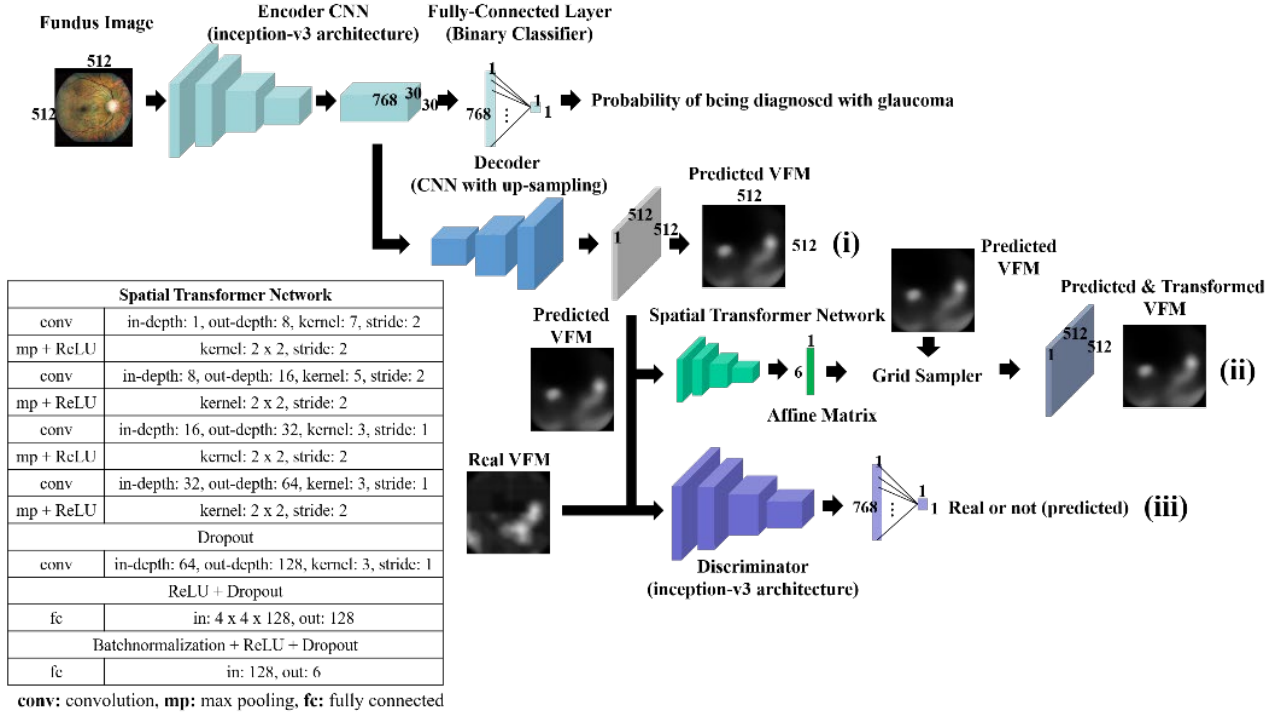 Fundus Image
Encoder CNN
(inception-v3 architecture)
Fully-Connected Layer
(Binary Classifier)
512
512
768
30
30
1
768
⋮
1
1
Probability of being diagnosed with glaucoma
Decoder
(CNN with up-sampling)
1
512
512
Predicted VFM
512
512
(i)
Predicted
VFM
Spatial Transformer Network
1
6
Affine Matrix
Predicted
VFM
Grid Sampler
Predicted & Transformed
VFM
1
512
512
(ii)
Real VFM
Discriminator
(inception-v3 architecture)
1
768
⋮
1
1
Real or not (predicted)
(iii)
Spatial Transformer Network
conv in-depth: 1, out-depth: 8, kernel: 7, stride: 2
mp + ReLU kernel: 2 x 2, stride: 2
conv in-depth: 8, out-depth: 16, kernel: 5, stride: 2
mp + ReLU kernel: 2 x 2, stride: 2
conv in-depth: 16, out-depth: 32, kernel: 3, stride: 1
mp + ReLU kernel: 2 x 2, stride: 2
conv in-depth: 32, out-depth: 64, kernel: 3, stride: 1
mp + ReLU kernel: 2 x 2, stride: 2
Dropout
conv in-depth: 64, out-depth: 128, kernel: 3, stride: 1
ReLU + Dropout
fc in: 4 x 4 x 128, out: 128
Batchnormalization + ReLU + Dropout
fc in: 128, out: 6
conv: convolution, mp: max pooling, fc: fully connected